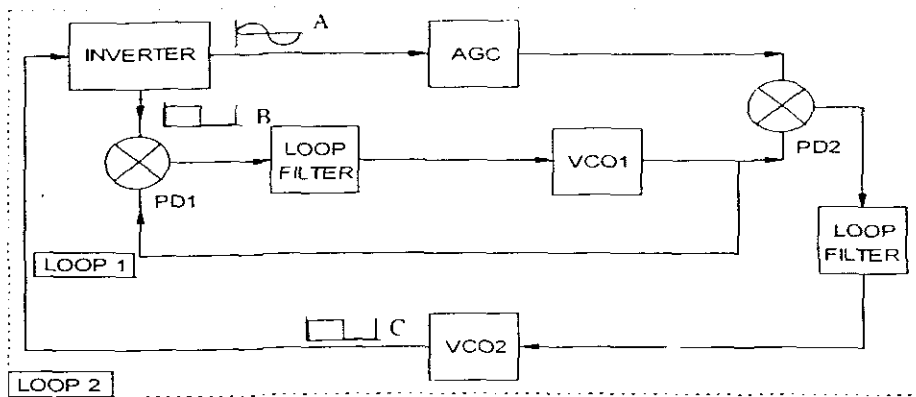 A
INVERTER
AGC
B
PD1
LOOP
FILTER
VCO1
PD2
LOOP
FILTER
LOOP 1
C
VCO2
LOOP 2